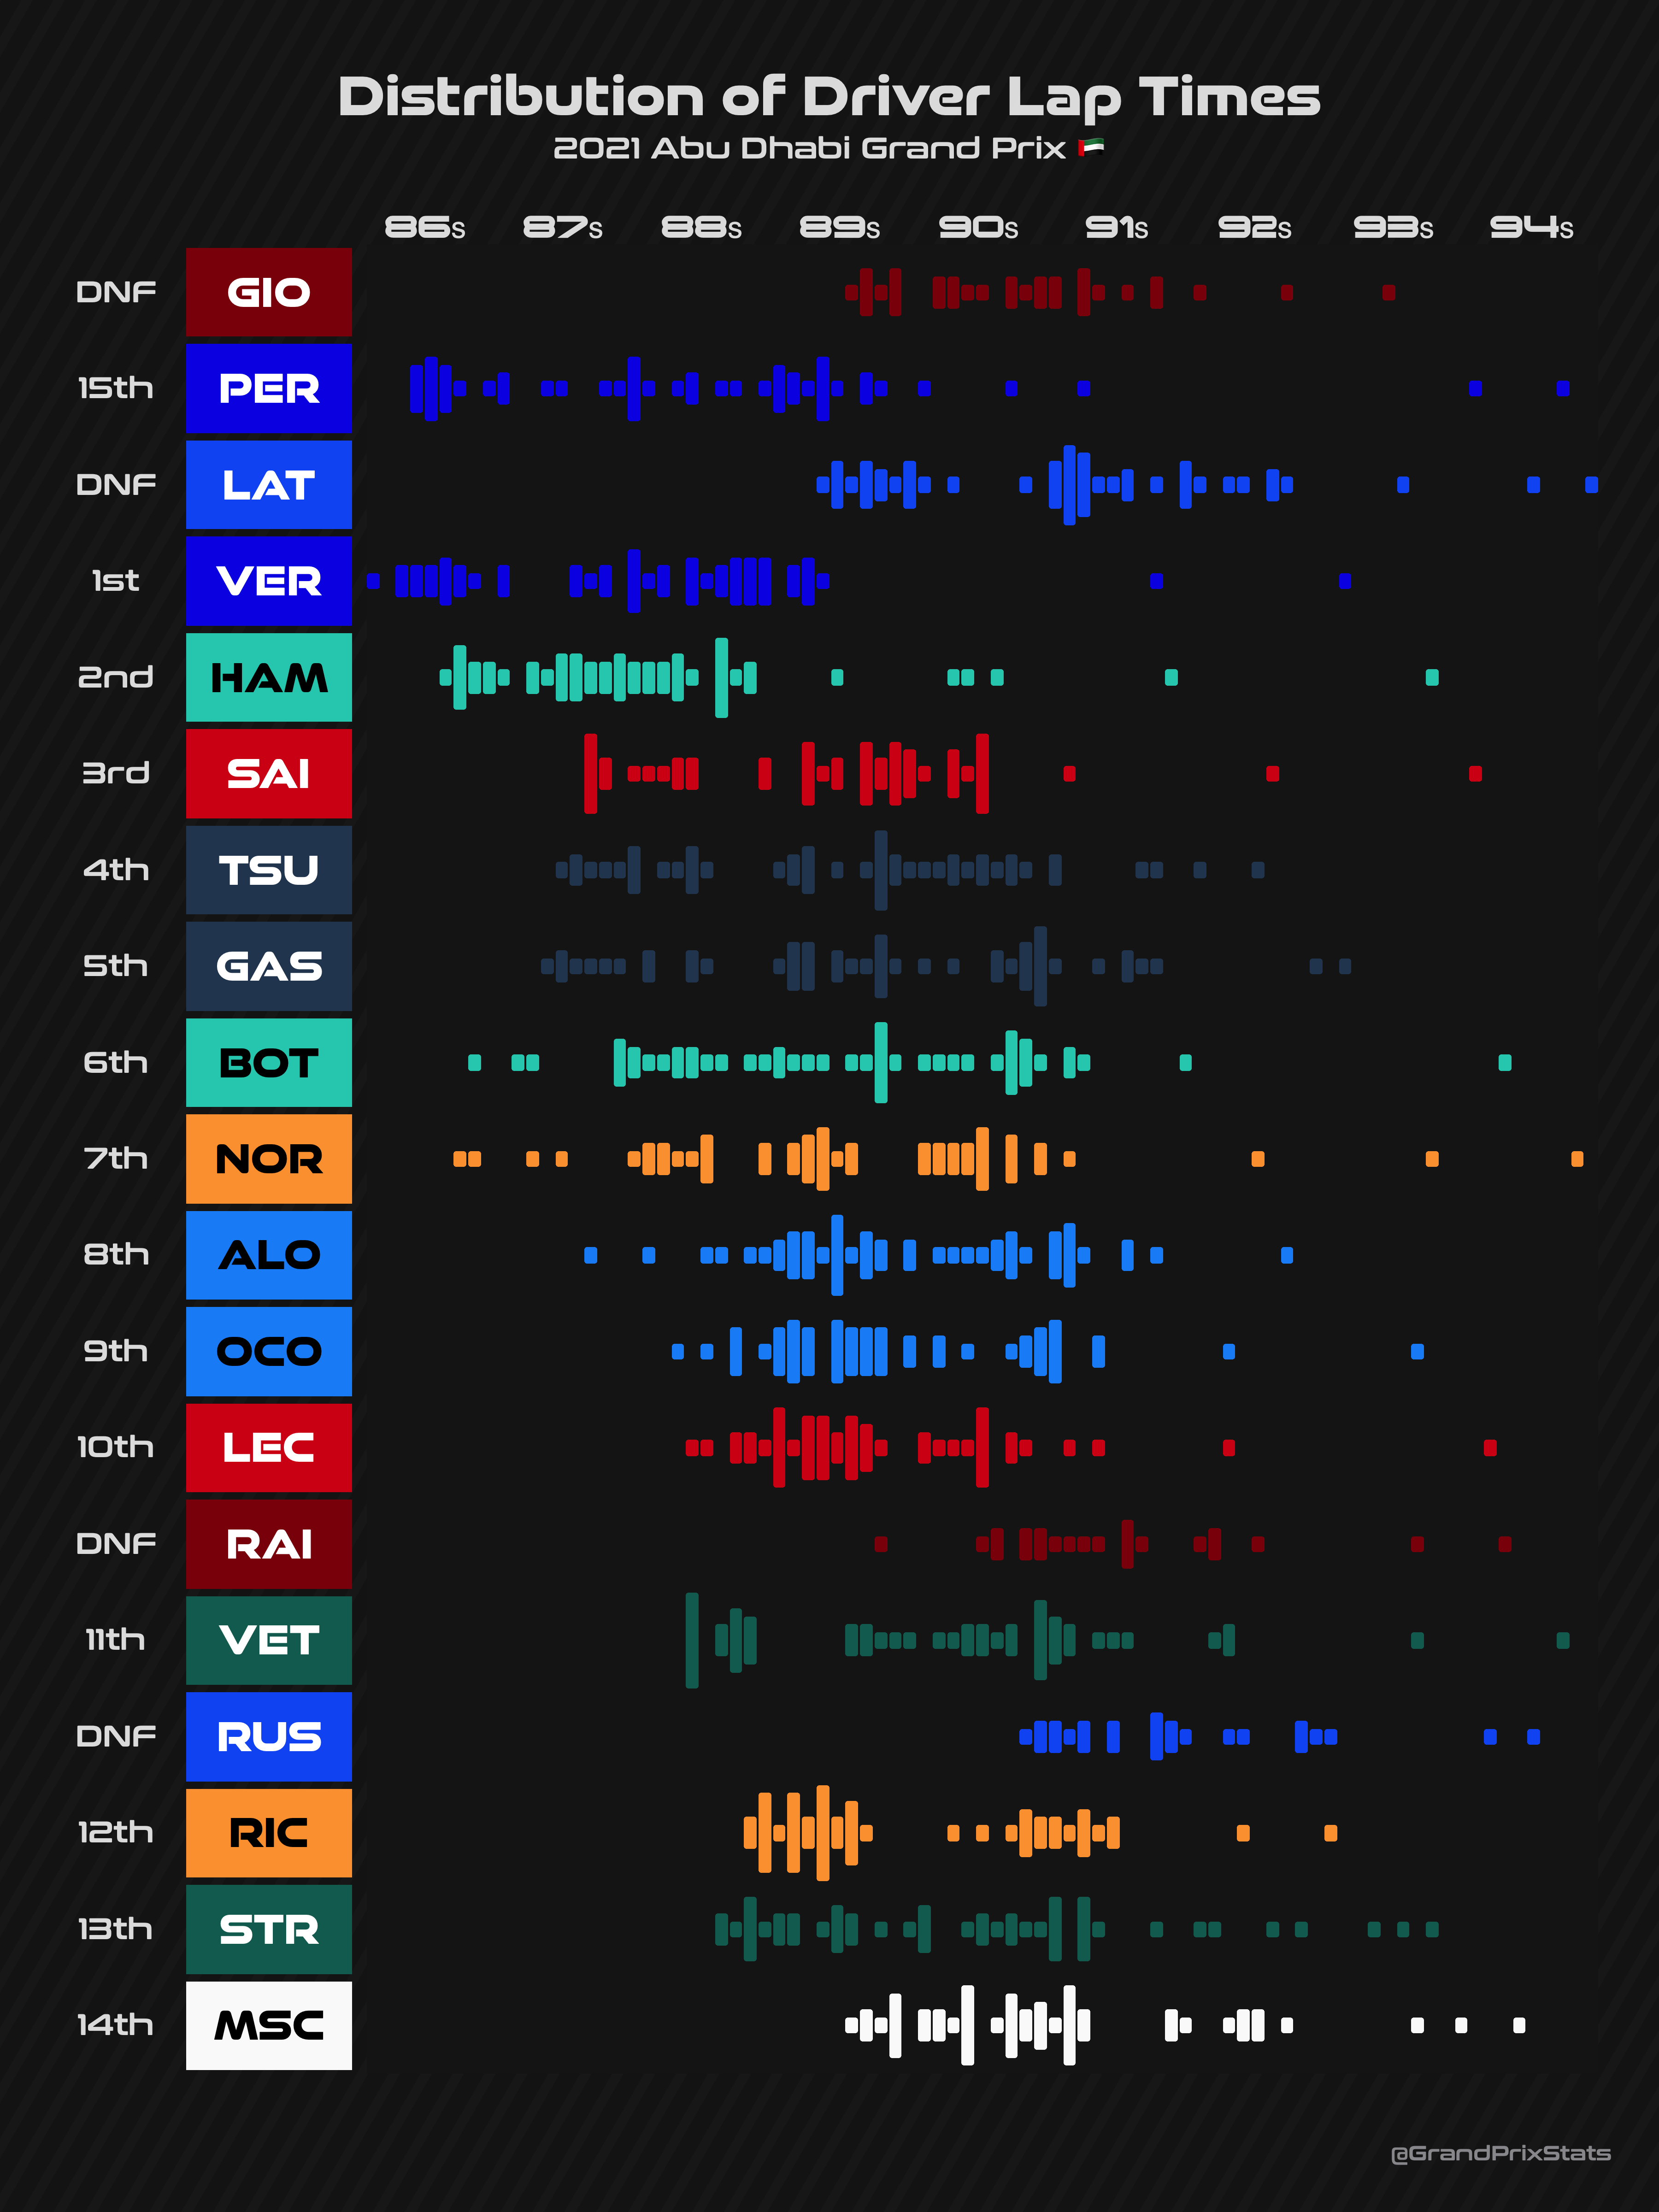 Distribution of Driver Lap Times
2021 Abu Dhabi Grand Prix 🇦🇪
86s 87s 88s 89s 90s 91s 92s 93s 94s
DNF GIO
15th PER
DNF LAT
1st VER
2nd HAM
3rd SAI
4th TSU
5th GAS
6th BOT
7th NOR
8th ALO
9th OCO
10th LEC
DNF RAI
11th VET
DNF RUS
12th RIC
13th STR
14th MSC
@GrandPrixStats